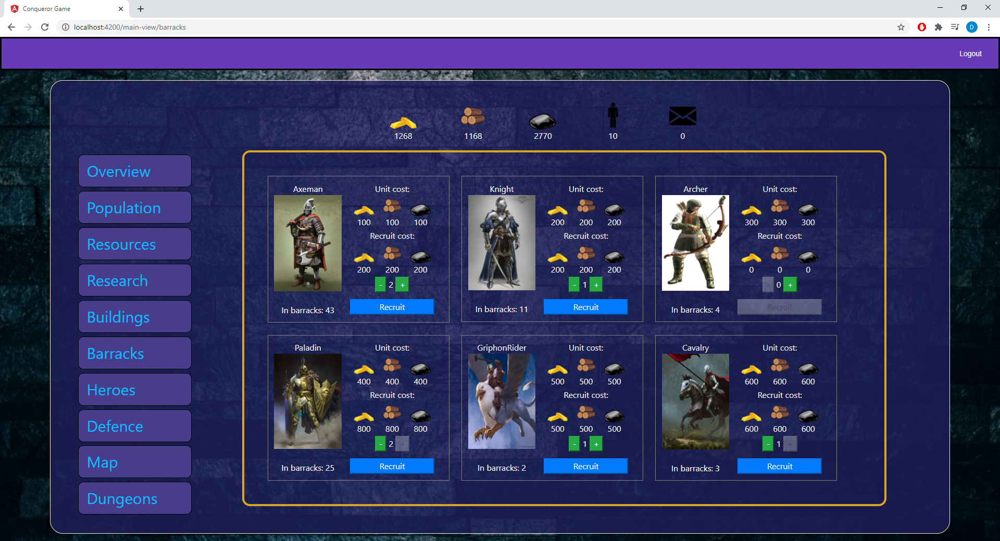 Conqueror Game
localhost:4200/main-view/barracks
D
Logout
1268 1168 2770 10 0
Overview
Population
Resources
Research
Buildings
Barracks
Heroes
Defence
Map
Dungeons
Axeman
Unit cost:
100 100 100
Recruit cost:
200 200 200
- 2 +
In barracks: 43
Recruit
Knight
Unit cost:
200 200 200
Recruit cost:
200 200 200
- 1 +
In barracks: 11
Recruit
Archer
Unit cost:
300 300 300
Recruit cost:
0 0 0
- 0 +
In barracks: 4
Recruit
Paladin
Unit cost:
400 400 400
Recruit cost:
800 800 800
- 2 +
In barracks: 25
Recruit
GriphonRider
Unit cost:
500 500 500
Recruit cost:
500 500 500
- 1 +
In barracks: 2
Recruit
Cavalry
Unit cost:
600 600 600
Recruit cost:
600 600 600
- 1 +
In barracks: 3
Recruit